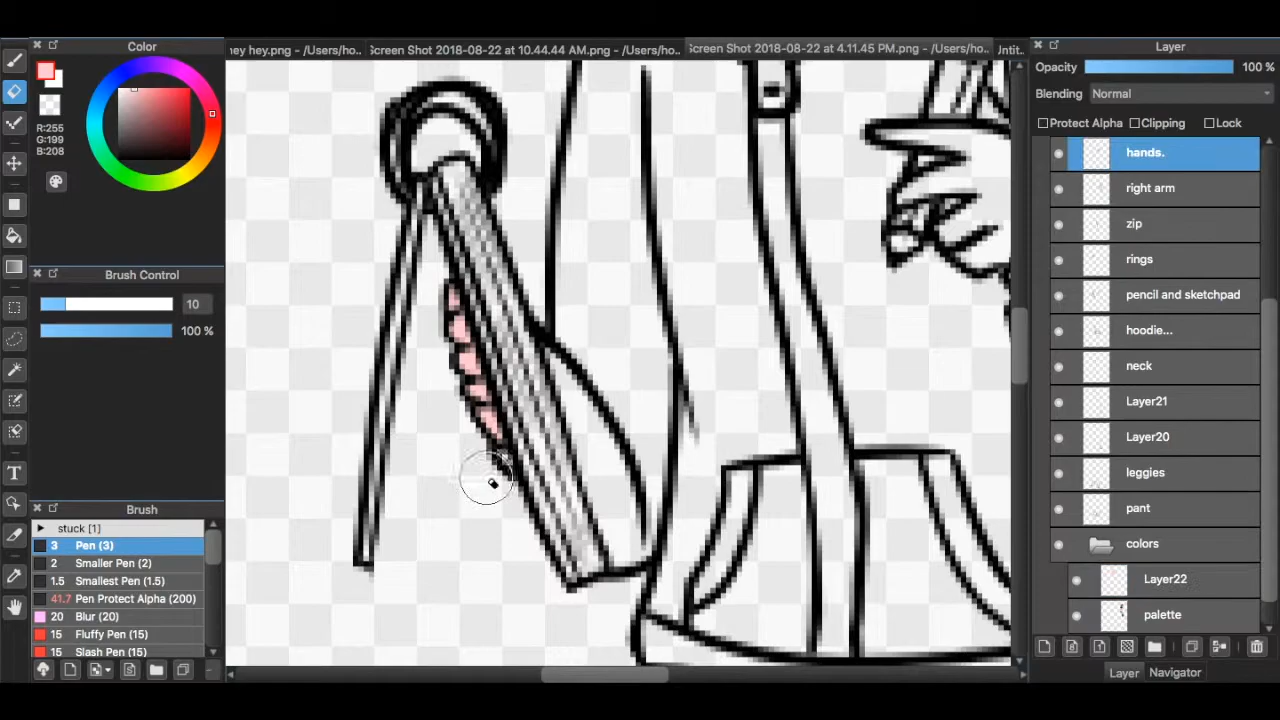 Color
R:255
G:199
B:208
Brush Control
10
100 %
Brush
stuck [1]
3 Pen (3)
2 Smaller Pen (2)
1.5 Smallest Pen (1.5)
41.7 Pen Protect Alpha (200)
20 Blur (20)
15 Fluffy Pen (15)
15 Slash Pen (15)
ney hey.png - /Users/ho...
Screen Shot 2018-08-22 at 10.44.44 AM.png - /Users/ho...
Screen Shot 2018-08-22 at 4.11.45 PM.png - /Users/ho...
Untit..
Layer
Opacity 100 %
Blending Normal
Protect Alpha Clipping Lock
hands.
right arm
zip
rings
pencil and sketchpad
hoodie...
neck
Layer21
Layer20
leggies
pant
colors
Layer22
palette
Layer Navigator